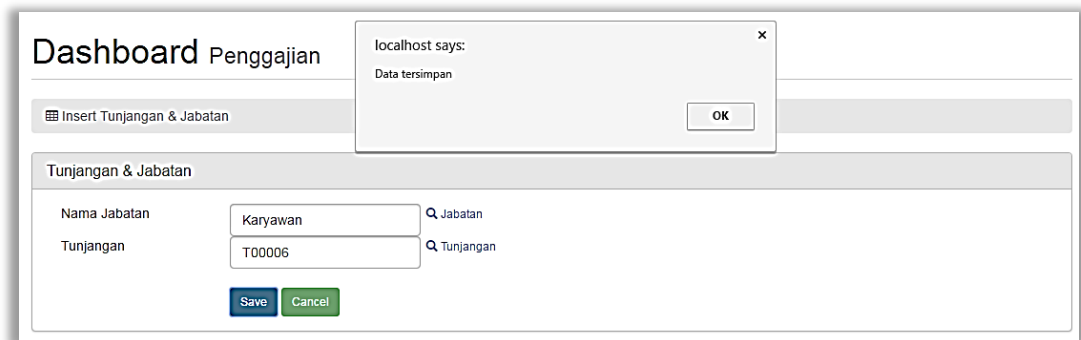 Dashboard Penggajian
localhost says:
×
Data tersimpan
OK
Insert Tunjangan & Jabatan
Tunjangan & Jabatan
Nama Jabatan Karyawan Jabatan
Tunjangan T00006 Tunjangan
Save Cancel